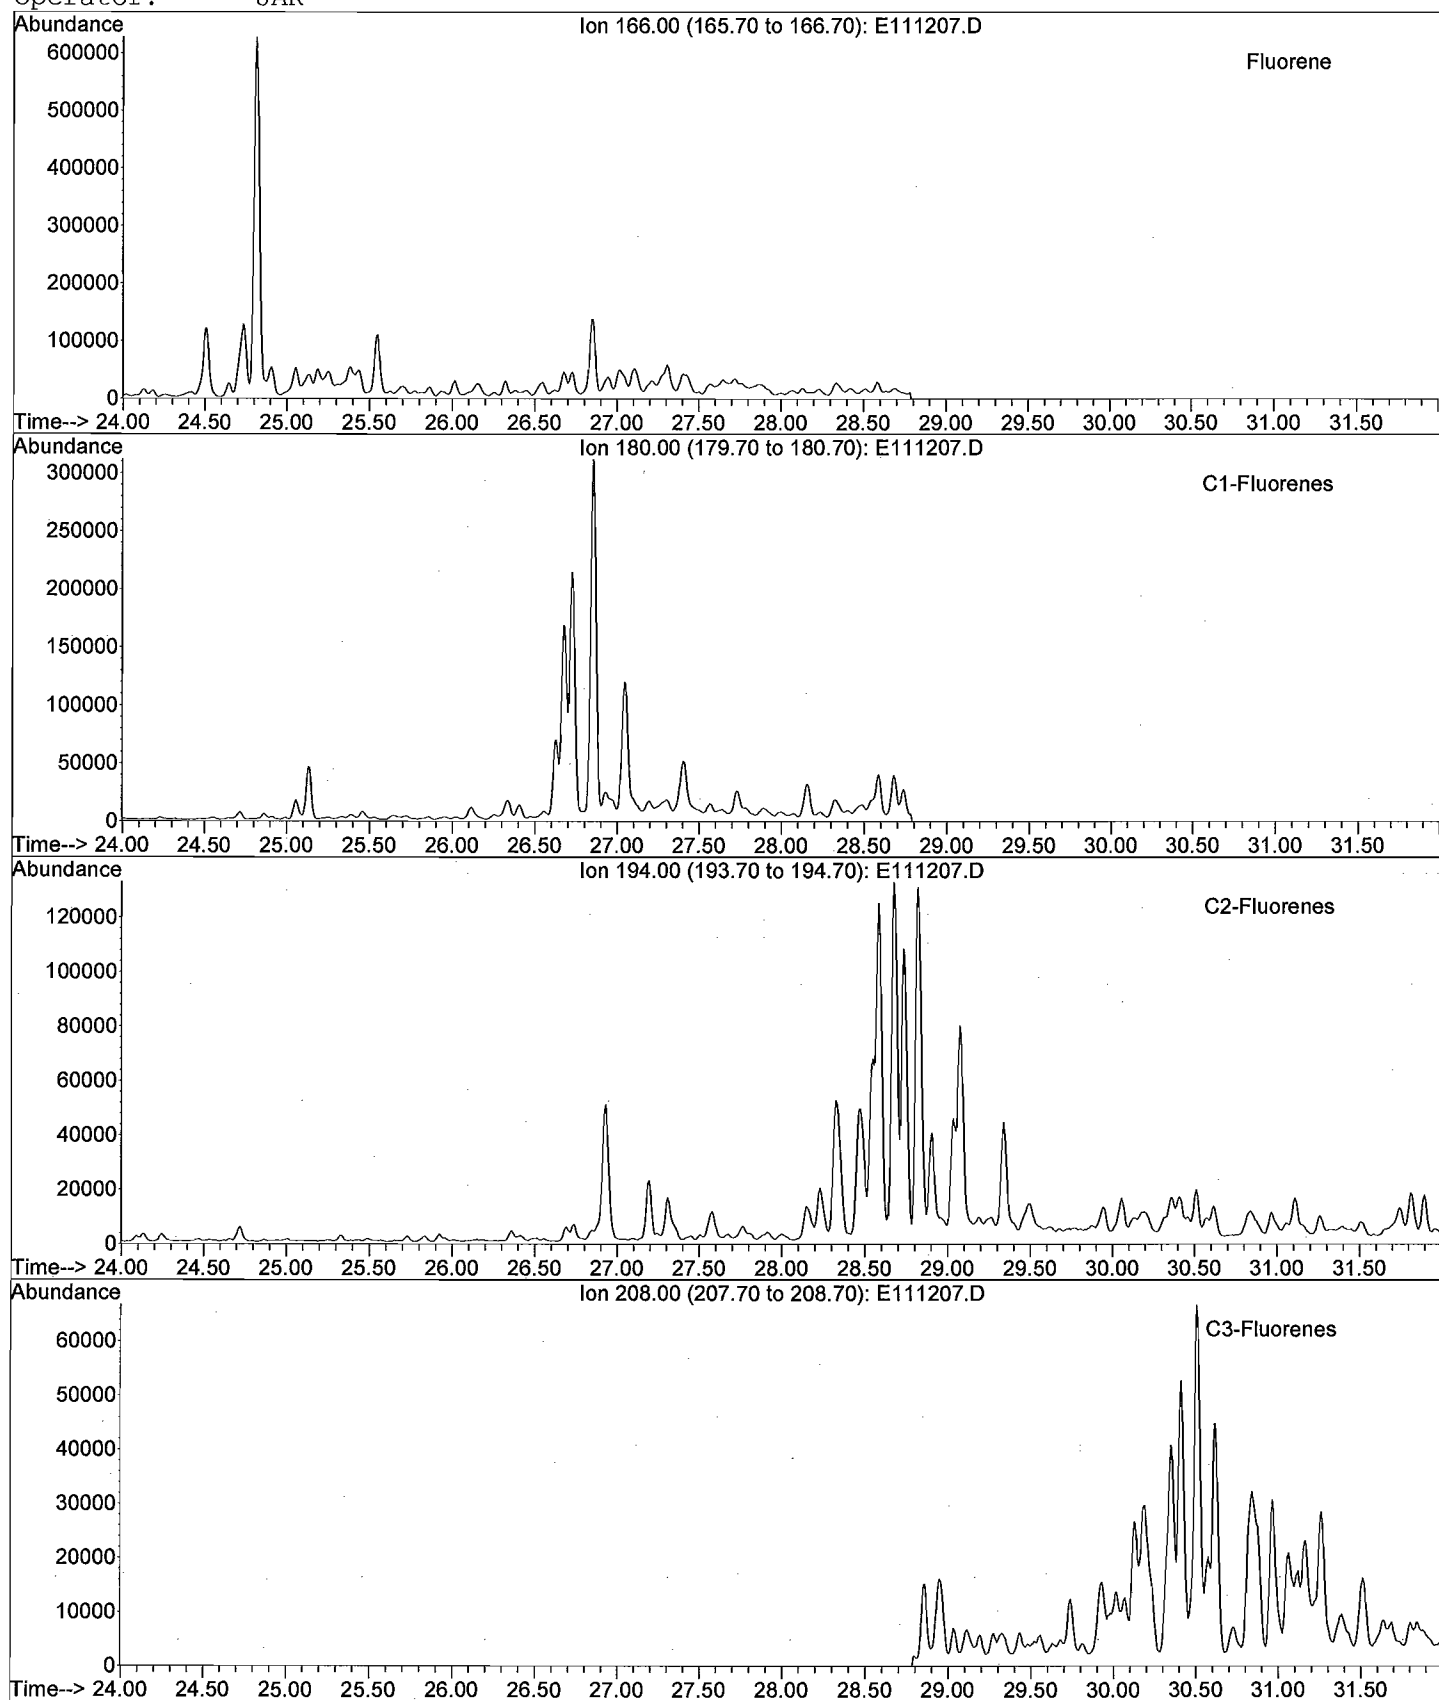 Operator: SAR
Abundance Ion 166.00 (165.70 to 166.70): E111207.D
Fluorene
600000
500000
400000
300000
200000
100000
0
Time--> 24.00 24.50 25.00 25.50 26.00 26.50 27.00 27.50 28.00 28.50 29.00 29.50 30.00 30.50 31.00 31.50
Abundance Ion 180.00 (179.70 to 180.70): E111207.D
300000
C1-Fluorenes
250000
200000
150000
100000
50000
0
Time--> 24.00 24.50 25.00 25.50 26.00 26.50 27.00 27.50 28.00 28.50 29.00 29.50 30.00 30.50 31.00 31.50
Abundance Ion 194.00 (193.70 to 194.70): E111207.D
C2-Fluorenes
120000
100000
80000
60000
40000
20000
0
Time--> 24.00 24.50 25.00 25.50 26.00 26.50 27.00 27.50 28.00 28.50 29.00 29.50 30.00 30.50 31.00 31.50
Abundance Ion 208.00 (207.70 to 208.70): E111207.D
C3-Fluorenes
60000
50000
40000
30000
20000
10000
0
Time--> 24.00 24.50 25.00 25.50 26.00 26.50 27.00 27.50 28.00 28.50 29.00 29.50 30.00 30.50 31.00 31.50